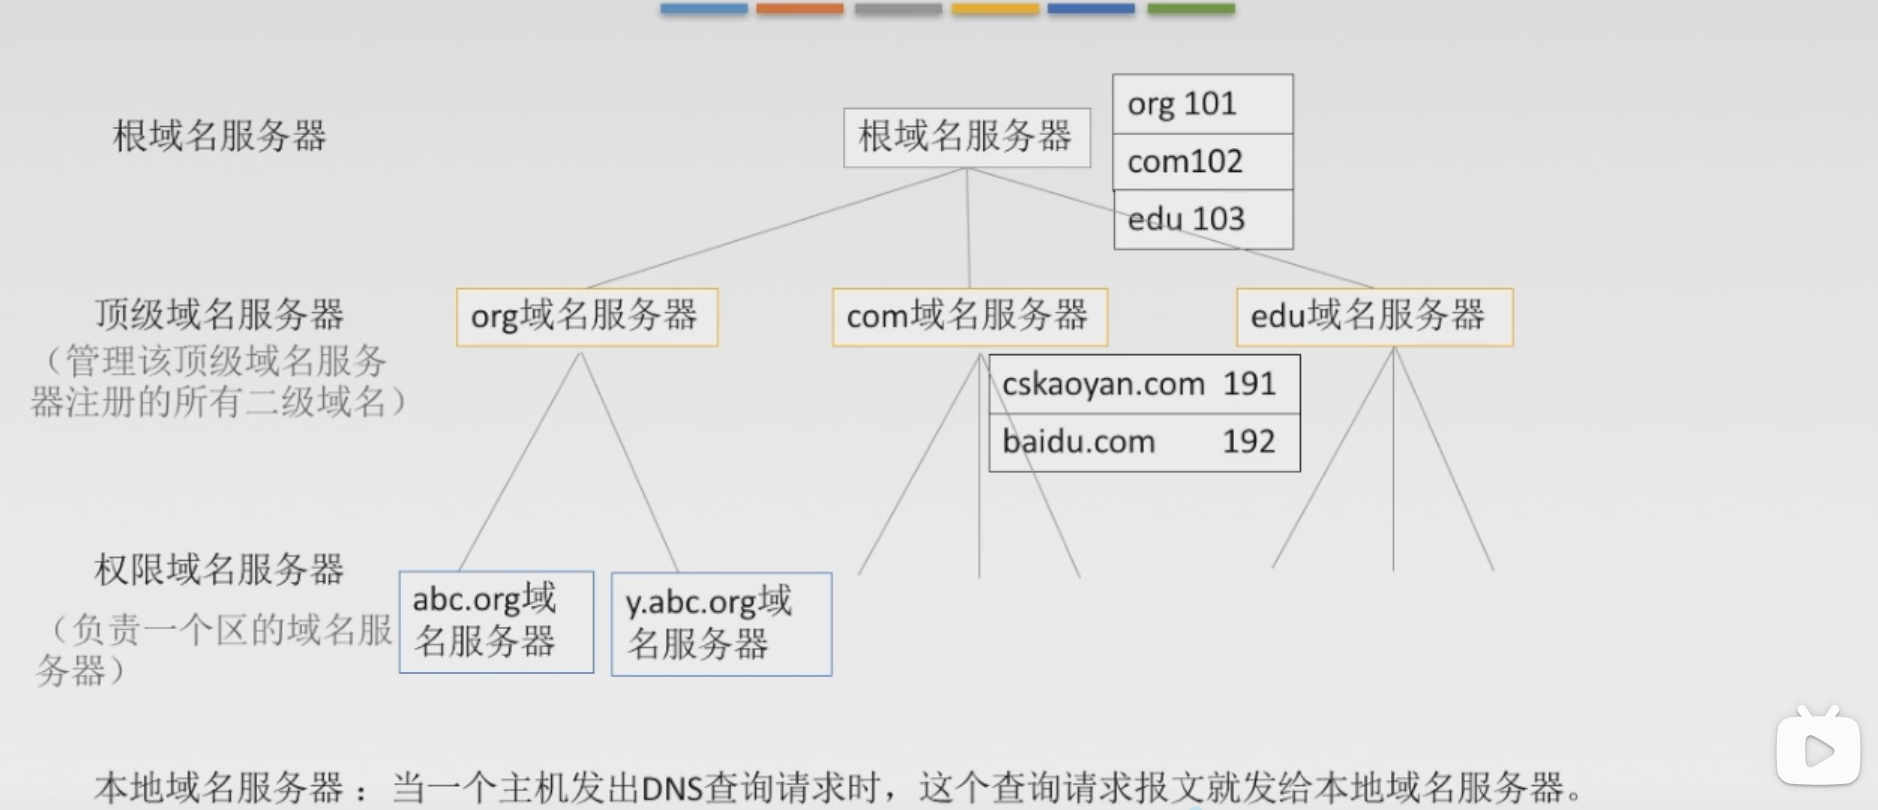 根域名服务器
根域名服务器
org 101
com102
edu 103
顶级域名服务器
（管理该顶级域名服务
器注册的所有二级域名）
org域名服务器
com域名服务器
edu域名服务器
cskaoyan.com 191
baidu.com 192
权限域名服务器
（负责一个区的域名服
务器）
abc.org域
名服务器
y.abc.org域
名服务器
本地域名服务器：当一个主机发出DNS查询请求时，这个查询请求报文就发给本地域名服务器。